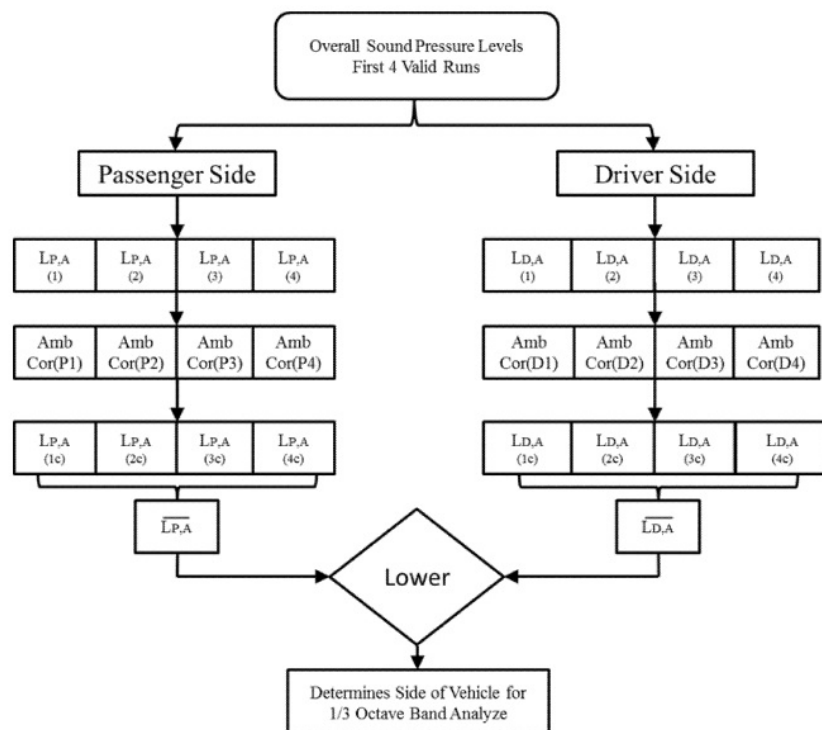 Overall Sound Pressure Levels
First 4 Valid Runs
Passenger Side
Driver Side
LP,A LP,A LP,A LP,A
(1) (2) (3) (4)
LD,A LD,A LD,A LD,A
(1) (2) (3) (4)
Amb Amb Amb Amb
Cor(P1) Cor(P2) Cor(P3) Cor(P4)
Amb Amb Amb Amb
Cor(D1) Cor(D2) Cor(D3) Cor(D4)
LP,A LP,A LP,A LP,A
(1c) (2c) (3c) (4c)
LD,A LD,A LD,A LD,A
(1c) (2c) (3c) (4c)
LP,A
LD,A
Lower
Determines Side of Vehicle for
1/3 Octave Band Analyze